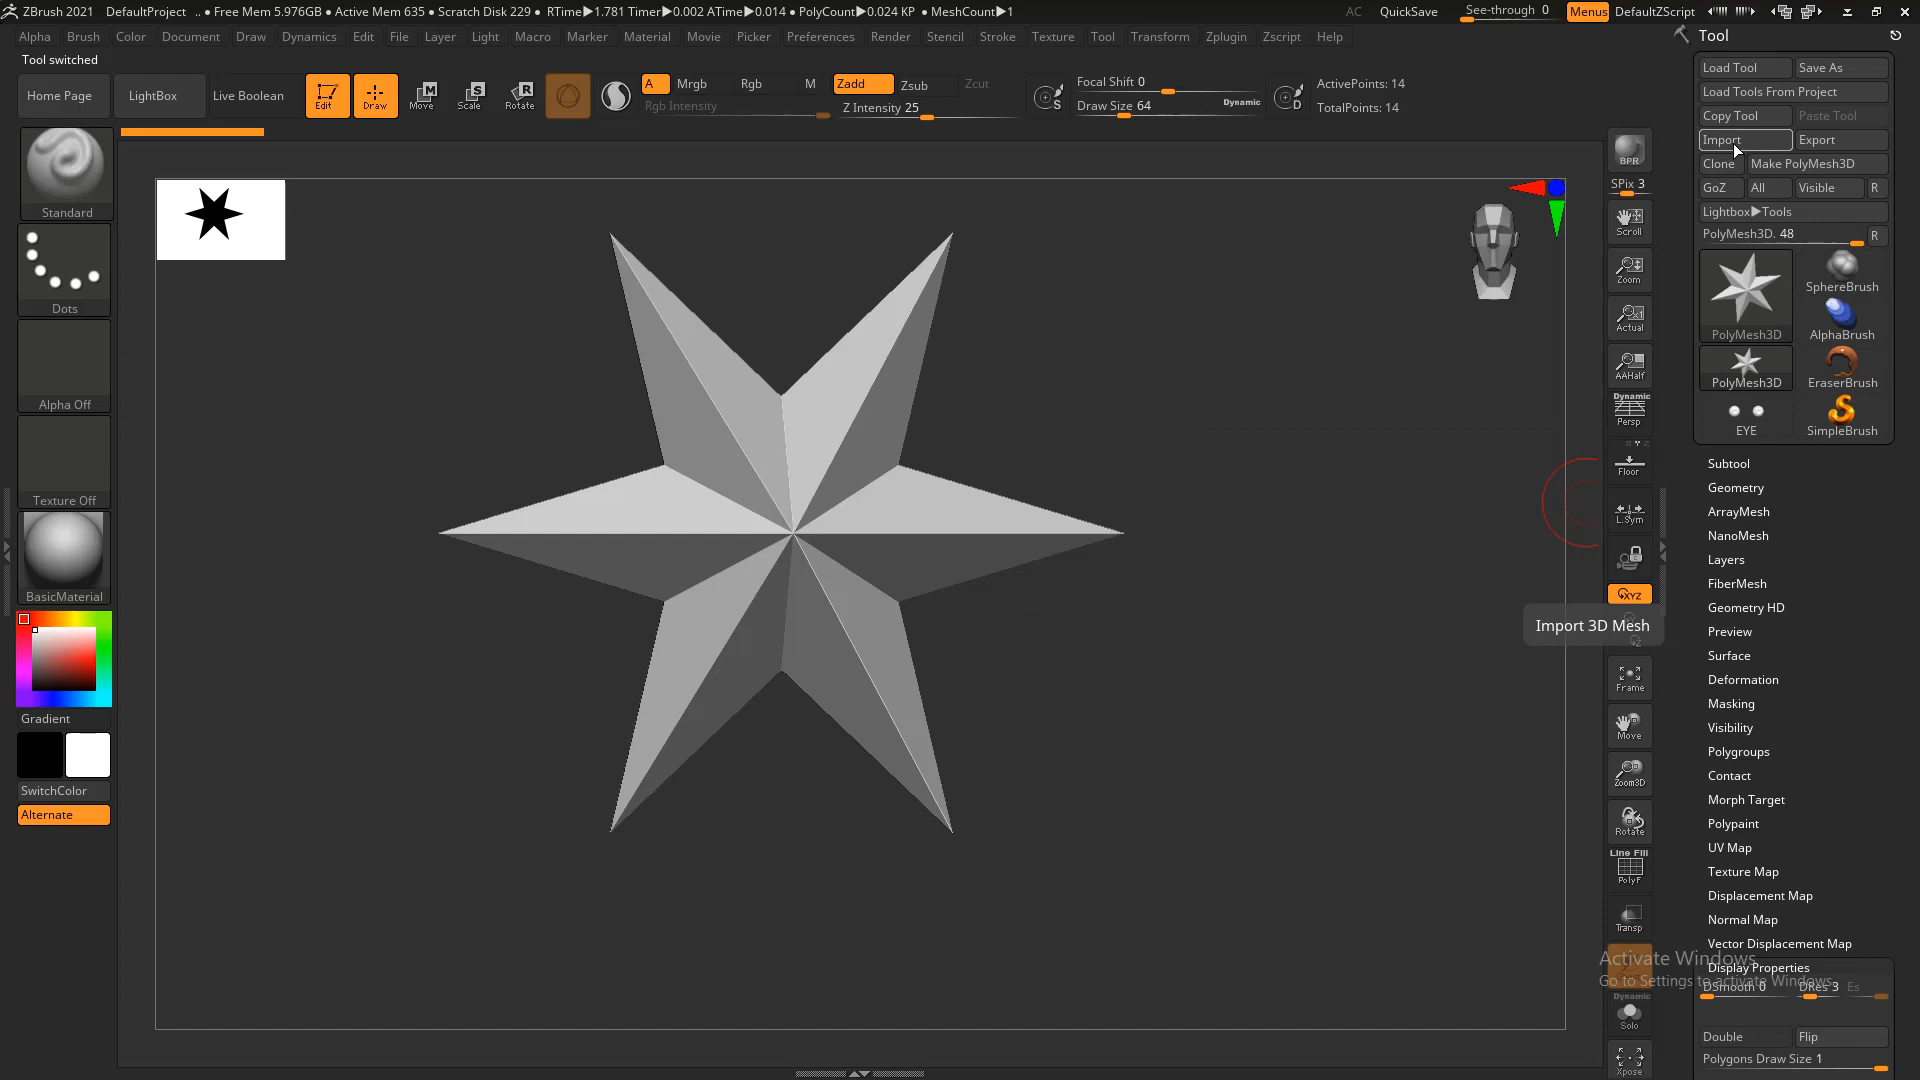 ZBrush 2021 DefaultProject .. • Free Mem 5.976GB • Active Mem 635 • Scratch Disk 229 • RTime▶1.781 Timer▶0.002 ATime▶0.014 • PolyCount▶0.024 KP • MeshCount▶1 AC QuickSave See-through 0 Menus DefaultZScript
Alpha Brush Color Document Draw Dynamics Edit File Layer Light Macro Marker Material Movie Picker Preferences Render Stencil Stroke Texture Tool Transform Zplugin Zscript Help
Tool switched
Home Page LightBox Live Boolean Edit Draw Move Scale Rotate
A Mrgb Rgb M Zadd Zsub Zcut
Rgb Intensity Z Intensity 25
S Focal Shift 0
Draw Size 64 Dynamic
D ActivePoints: 14
TotalPoints: 14
Standard
Dots
Alpha Off
Texture Off
BasicMaterial
Gradient
SwitchColor
Alternate
BPR
SPix 3
Scroll
Zoom
Actual
AAHalf
Dynamic
Persp
Floor
L.Sym
XYZ
Import 3D Mesh
Frame
Move
Zoom3D
Rotate
Line Fill
PolyF
Transp
Dynamic
Solo
Xpose
Tool
Load Tool Save As
Load Tools From Project
Copy Tool Paste Tool
Import Export
Clone Make PolyMesh3D
GoZ All Visible R
Lightbox▶Tools
PolyMesh3D. 48 R
PolyMesh3D SphereBrush
AlphaBrush
PolyMesh3D EraserBrush
EYE SimpleBrush
Subtool
Geometry
ArrayMesh
NanoMesh
Layers
FiberMesh
Geometry HD
Preview
Surface
Deformation
Masking
Visibility
Polygroups
Contact
Morph Target
Polypaint
UV Map
Texture Map
Displacement Map
Normal Map
Vector Displacement Map
Activate Windows
Display Properties
Go to Settings to activate Windows.
DSmooth 0 DRes 3 Es
Double Flip
Polygons Draw Size 1